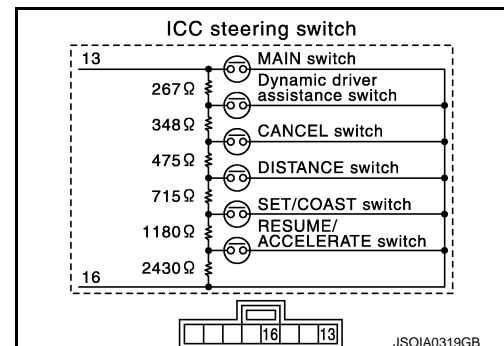 ICC steering switch
13
MAIN switch
267Ω
Dynamic driver
assistance switch
348Ω
CANCEL switch
475Ω
DISTANCE switch
715Ω
SET/COAST switch
1180Ω
RESUME/
ACCELERATE switch
2430Ω
16
16 13
JSOIA0319GB